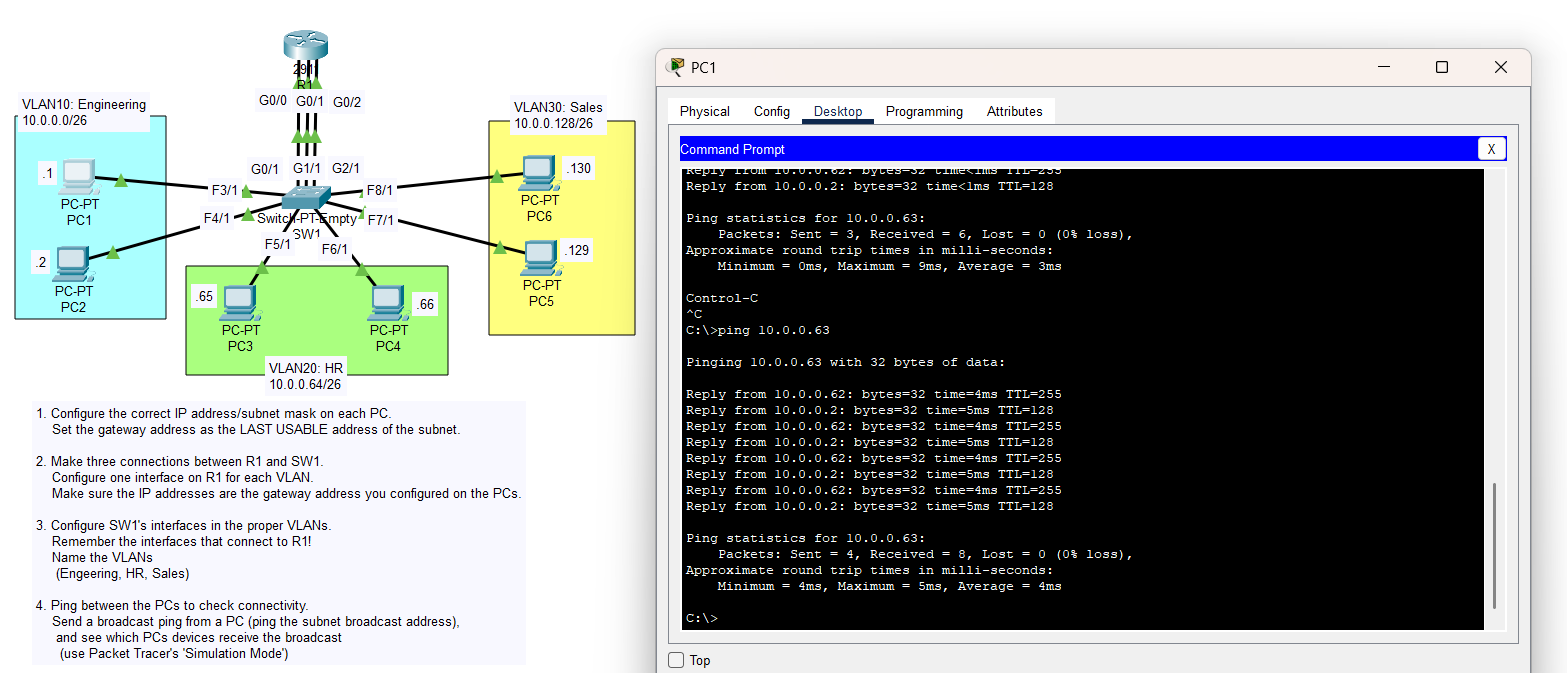 2911
R1
G0/0 G0/1 G0/2
VLAN10: Engineering
10.0.0.0/26
VLAN30: Sales
10.0.0.128/26
G0/1 G1/1 G2/1
.1
PC-PT
PC1
F3/1
F8/1
.130
PC-PT
PC6
F4/1
Switch-PT-Empty
SW1
F7/1
.2
PC-PT
PC2
F5/1
F6/1
.129
PC-PT
PC5
.65
PC-PT
PC3
.66
PC-PT
PC4
VLAN20: HR
10.0.0.64/26
1. Configure the correct IP address/subnet mask on each PC.
Set the gateway address as the LAST USABLE address of the subnet.
2. Make three connections between R1 and SW1.
Configure one interface on R1 for each VLAN.
Make sure the IP addresses are the gateway address you configured on the PCs.
3. Configure SW1's interfaces in the proper VLANs.
Remember the interfaces that connect to R1!
Name the VLANs
(Engeering, HR, Sales)
4. Ping between the PCs to check connectivity.
Send a broadcast ping from a PC (ping the subnet broadcast address),
and see which PCs devices receive the broadcast
(use Packet Tracer's 'Simulation Mode')
PC1
Physical Config Desktop Programming Attributes
Command Prompt
X
Reply from 10.0.0.62: bytes=32 time<1ms TTL=255
Reply from 10.0.0.2: bytes=32 time<1ms TTL=128
Ping statistics for 10.0.0.63:
Packets: Sent = 3, Received = 6, Lost = 0 (0% loss),
Approximate round trip times in milli-seconds:
Minimum = 0ms, Maximum = 9ms, Average = 3ms
Control-C
^C
C:\>ping 10.0.0.63
Pinging 10.0.0.63 with 32 bytes of data:
Reply from 10.0.0.62: bytes=32 time=4ms TTL=255
Reply from 10.0.0.2: bytes=32 time=5ms TTL=128
Reply from 10.0.0.62: bytes=32 time=4ms TTL=255
Reply from 10.0.0.2: bytes=32 time=5ms TTL=128
Reply from 10.0.0.62: bytes=32 time=4ms TTL=255
Reply from 10.0.0.2: bytes=32 time=5ms TTL=128
Reply from 10.0.0.62: bytes=32 time=4ms TTL=255
Reply from 10.0.0.2: bytes=32 time=5ms TTL=128
Ping statistics for 10.0.0.63:
Packets: Sent = 4, Received = 8, Lost = 0 (0% loss),
Approximate round trip times in milli-seconds:
Minimum = 4ms, Maximum = 5ms, Average = 4ms
C:\>
Top